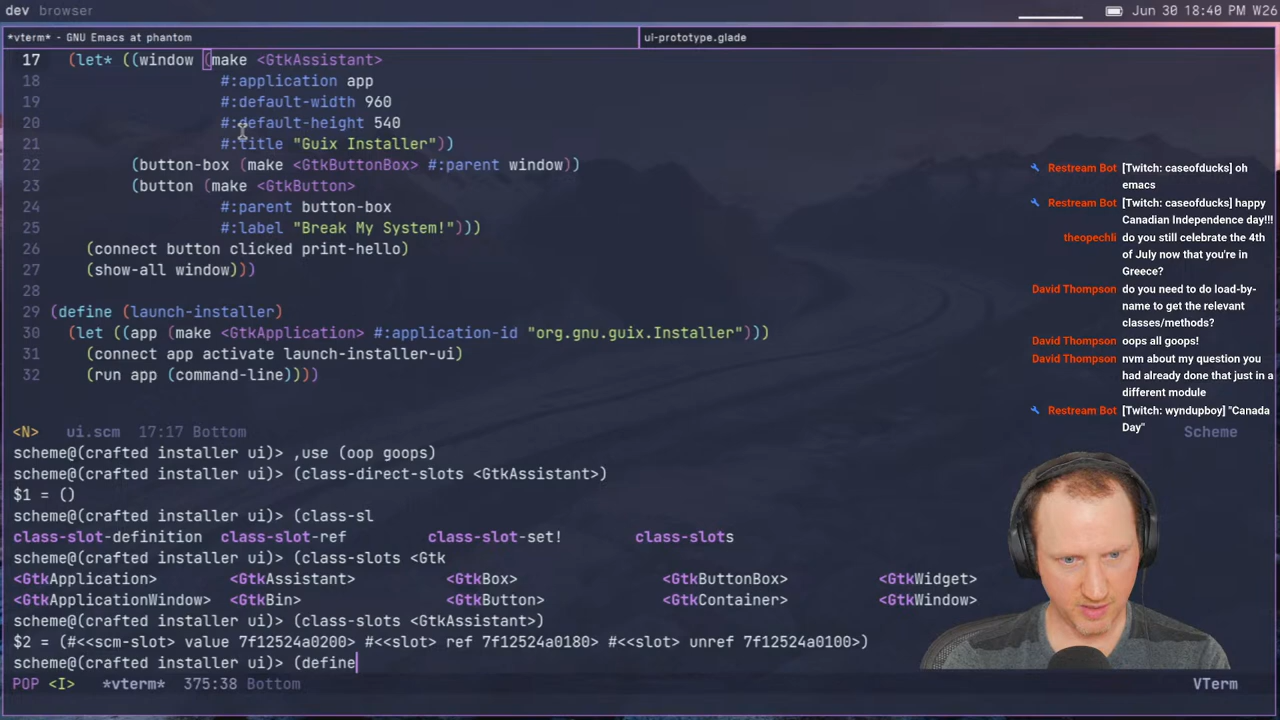 dev browser
Jun 30 18:40 PM W26
*vterm* - GNU Emacs at phantom
ui-prototype.glade
17 (let* ((window (make <GtkAssistant>
18 #:application app
19 #:default-width 960
20 #:default-height 540
21 #:title "Guix Installer"))
22 (button-box (make <GtkButtonBox> #:parent window))
23 (button (make <GtkButton>
24 #:parent button-box
25 #:label "Break My System!")))
26 (connect button clicked print-hello)
27 (show-all window)))
28
29 (define (launch-installer)
30 (let ((app (make <GtkApplication> #:application-id "org.gnu.guix.Installer")))
31 (connect app activate launch-installer-ui)
32 (run app (command-line))))
<N> ui.scm 17:17 Bottom
Scheme
scheme@(crafted installer ui)> ,use (oop goops)
scheme@(crafted installer ui)> (class-direct-slots <GtkAssistant>)
$1 = ()
scheme@(crafted installer ui)> (class-sl
class-slot-definition class-slot-ref class-slot-set! class-slots
scheme@(crafted installer ui)> (class-slots <Gtk
<GtkApplication> <GtkAssistant> <GtkBox> <GtkButtonBox> <GtkWidget>
<GtkApplicationWindow> <GtkBin> <GtkButton> <GtkContainer> <GtkWindow>
scheme@(crafted installer ui)> (class-slots <GtkAssistant>)
$2 = (#<<scm-slot> value 7f12524a0200> #<<slot> ref 7f12524a0180> #<<slot> unref 7f12524a0100>)
scheme@(crafted installer ui)> (define
POP <I> *vterm* 375:38 Bottom
VTerm
Restream Bot [Twitch: caseofducks] oh
emacs
Restream Bot [Twitch: caseofducks] happy
Canadian Independence day!!!
theopechli do you still celebrate the 4th
of July now that you're in
Greece?
David Thompson do you need to do load-by-
name to get the relevant
classes/methods?
David Thompson oops all goops!
David Thompson nvm about my question you
had already done that just in a
different module
Restream Bot [Twitch: wyndupboy] "Canada
Day"